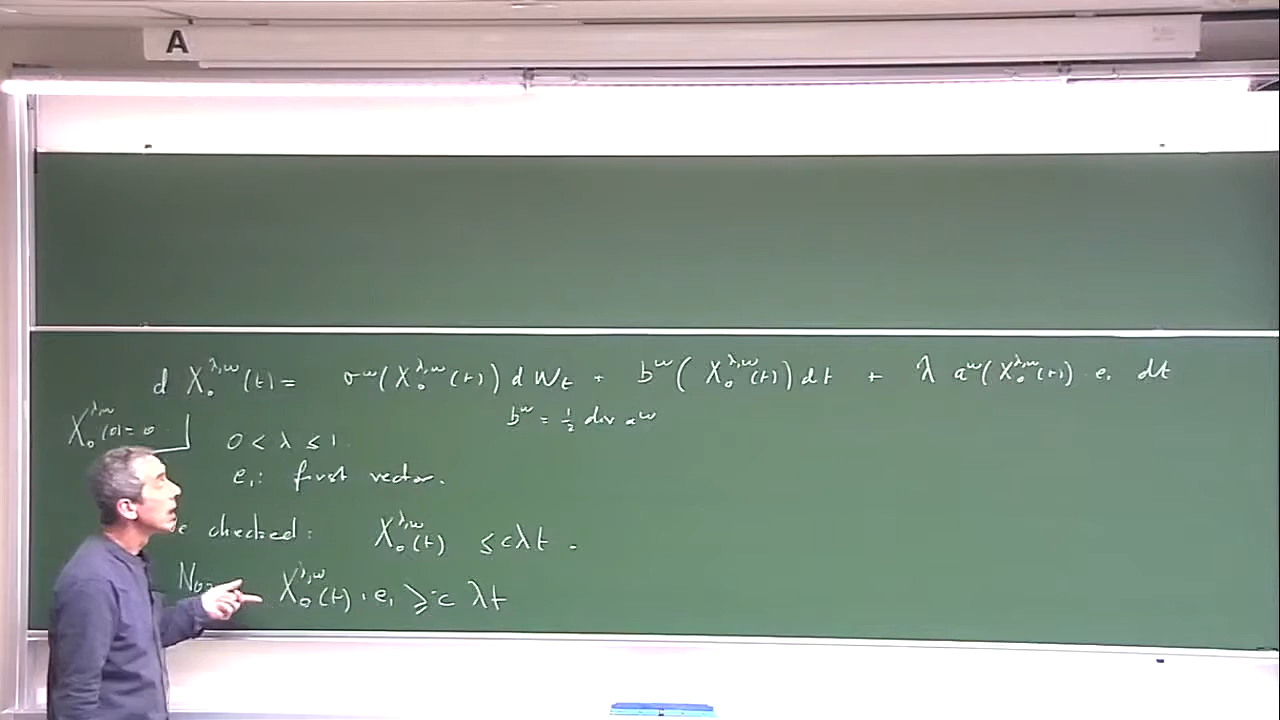 A
d X₀^{λ,ω}(t) = σ^ω(X₀^{λ,ω}(t)) d W_t + b^ω(X₀^{λ,ω}(t)) dt + λ a^ω(X₀^{λ,ω}(t)) · e₁ dt
b^ω = ½ div a^ω
X₀^{λ,ω}(0) = 0
0 < λ ≤ 1.
e₁: first vector.
checked: X₀^{λ,ω}(t) ≤ cλt.
X₀^{λ,ω}(t) · e₁ ≥ c λt